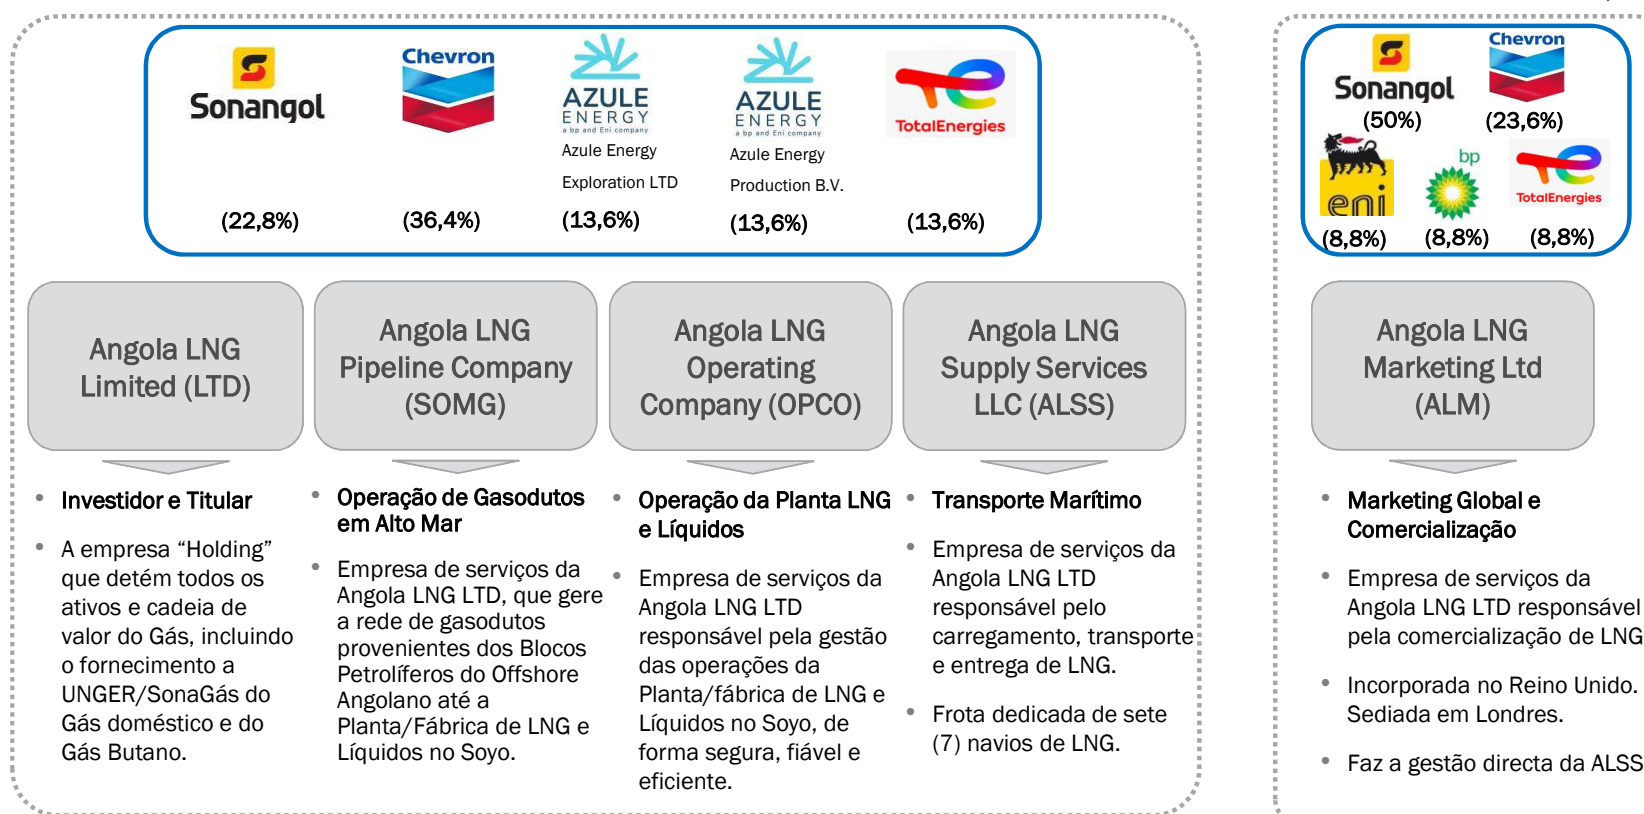 Sonangol
(22,8%)
Chevron
(36,4%)
AZULE
ENERGY
a bp and Eni company
Azule Energy
Exploration LTD
(13,6%)
AZULE
ENERGY
a bp and Eni company
Azule Energy
Production B.V.
(13,6%)
TotalEnergies
(13,6%)
Sonangol
(50%)
Chevron
(23,6%)
eni
(8,8%)
bp
(8,8%)
TotalEnergies
(8,8%)
Angola LNG
Limited (LTD)
• Investidor e Titular
• A empresa “Holding”
que detém todos os
ativos e cadeia de
valor do Gás, incluindo
o fornecimento a
UNGER/SonaGás do
Gás doméstico e do
Gás Butano.
Angola LNG
Pipeline Company
(SOMG)
• Operação de Gasodutos
em Alto Mar
• Empresa de serviços da
Angola LNG LTD, que gere
a rede de gasodutos
provenientes dos Blocos
Petrolíferos do Offshore
Angolano até a
Planta/Fábrica de LNG e
Líquidos no Soyo.
Angola LNG
Operating
Company (OPCO)
• Operação da Planta LNG
e Líquidos
• Empresa de serviços da
Angola LNG LTD
responsável pela gestão
das operações da
Planta/fábrica de LNG e
Líquidos no Soyo, de
forma segura, fiável e
eficiente.
Angola LNG
Supply Services
LLC (ALSS)
• Transporte Marítimo
• Empresa de serviços da
Angola LNG LTD
responsável pelo
carregamento, transporte
e entrega de LNG.
• Frota dedicada de sete
(7) navios de LNG.
Angola LNG
Marketing Ltd
(ALM)
• Marketing Global e
Comercialização
• Empresa de serviços da
Angola LNG LTD responsável
pela comercialização de LNG
• Incorporada no Reino Unido.
Sediada em Londres.
• Faz a gestão directa da ALSS